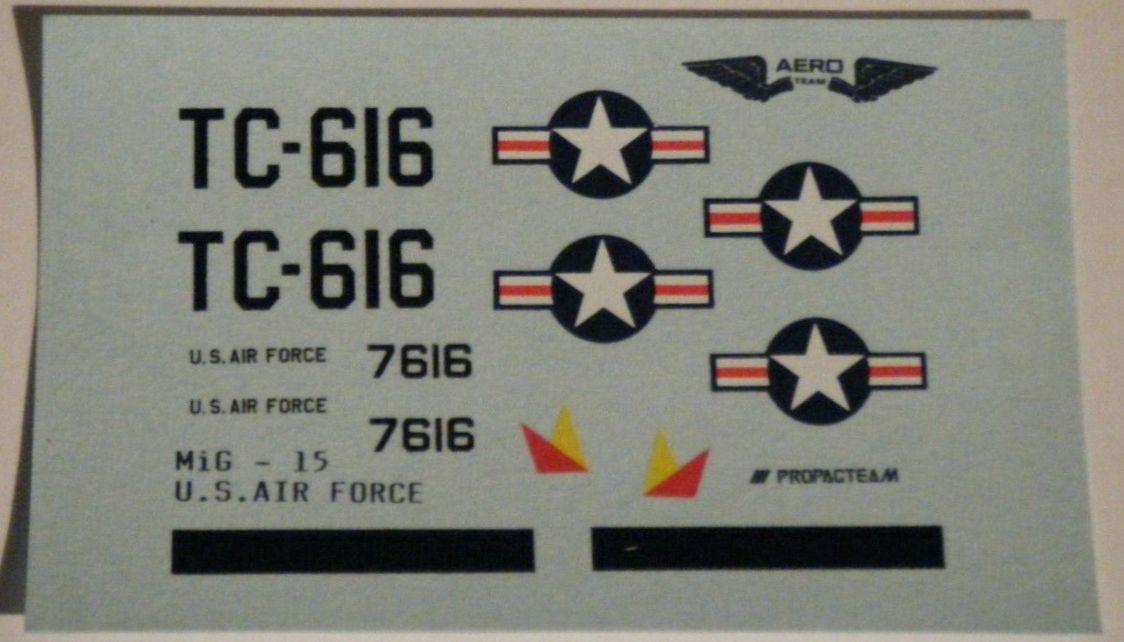 AERO
TEAM
TC-616
TC-616
U.S. AIR FORCE
7616
U.S. AIR FORCE
7616
MiG - 15
U.S.AIR FORCE
PROPAGTEAM